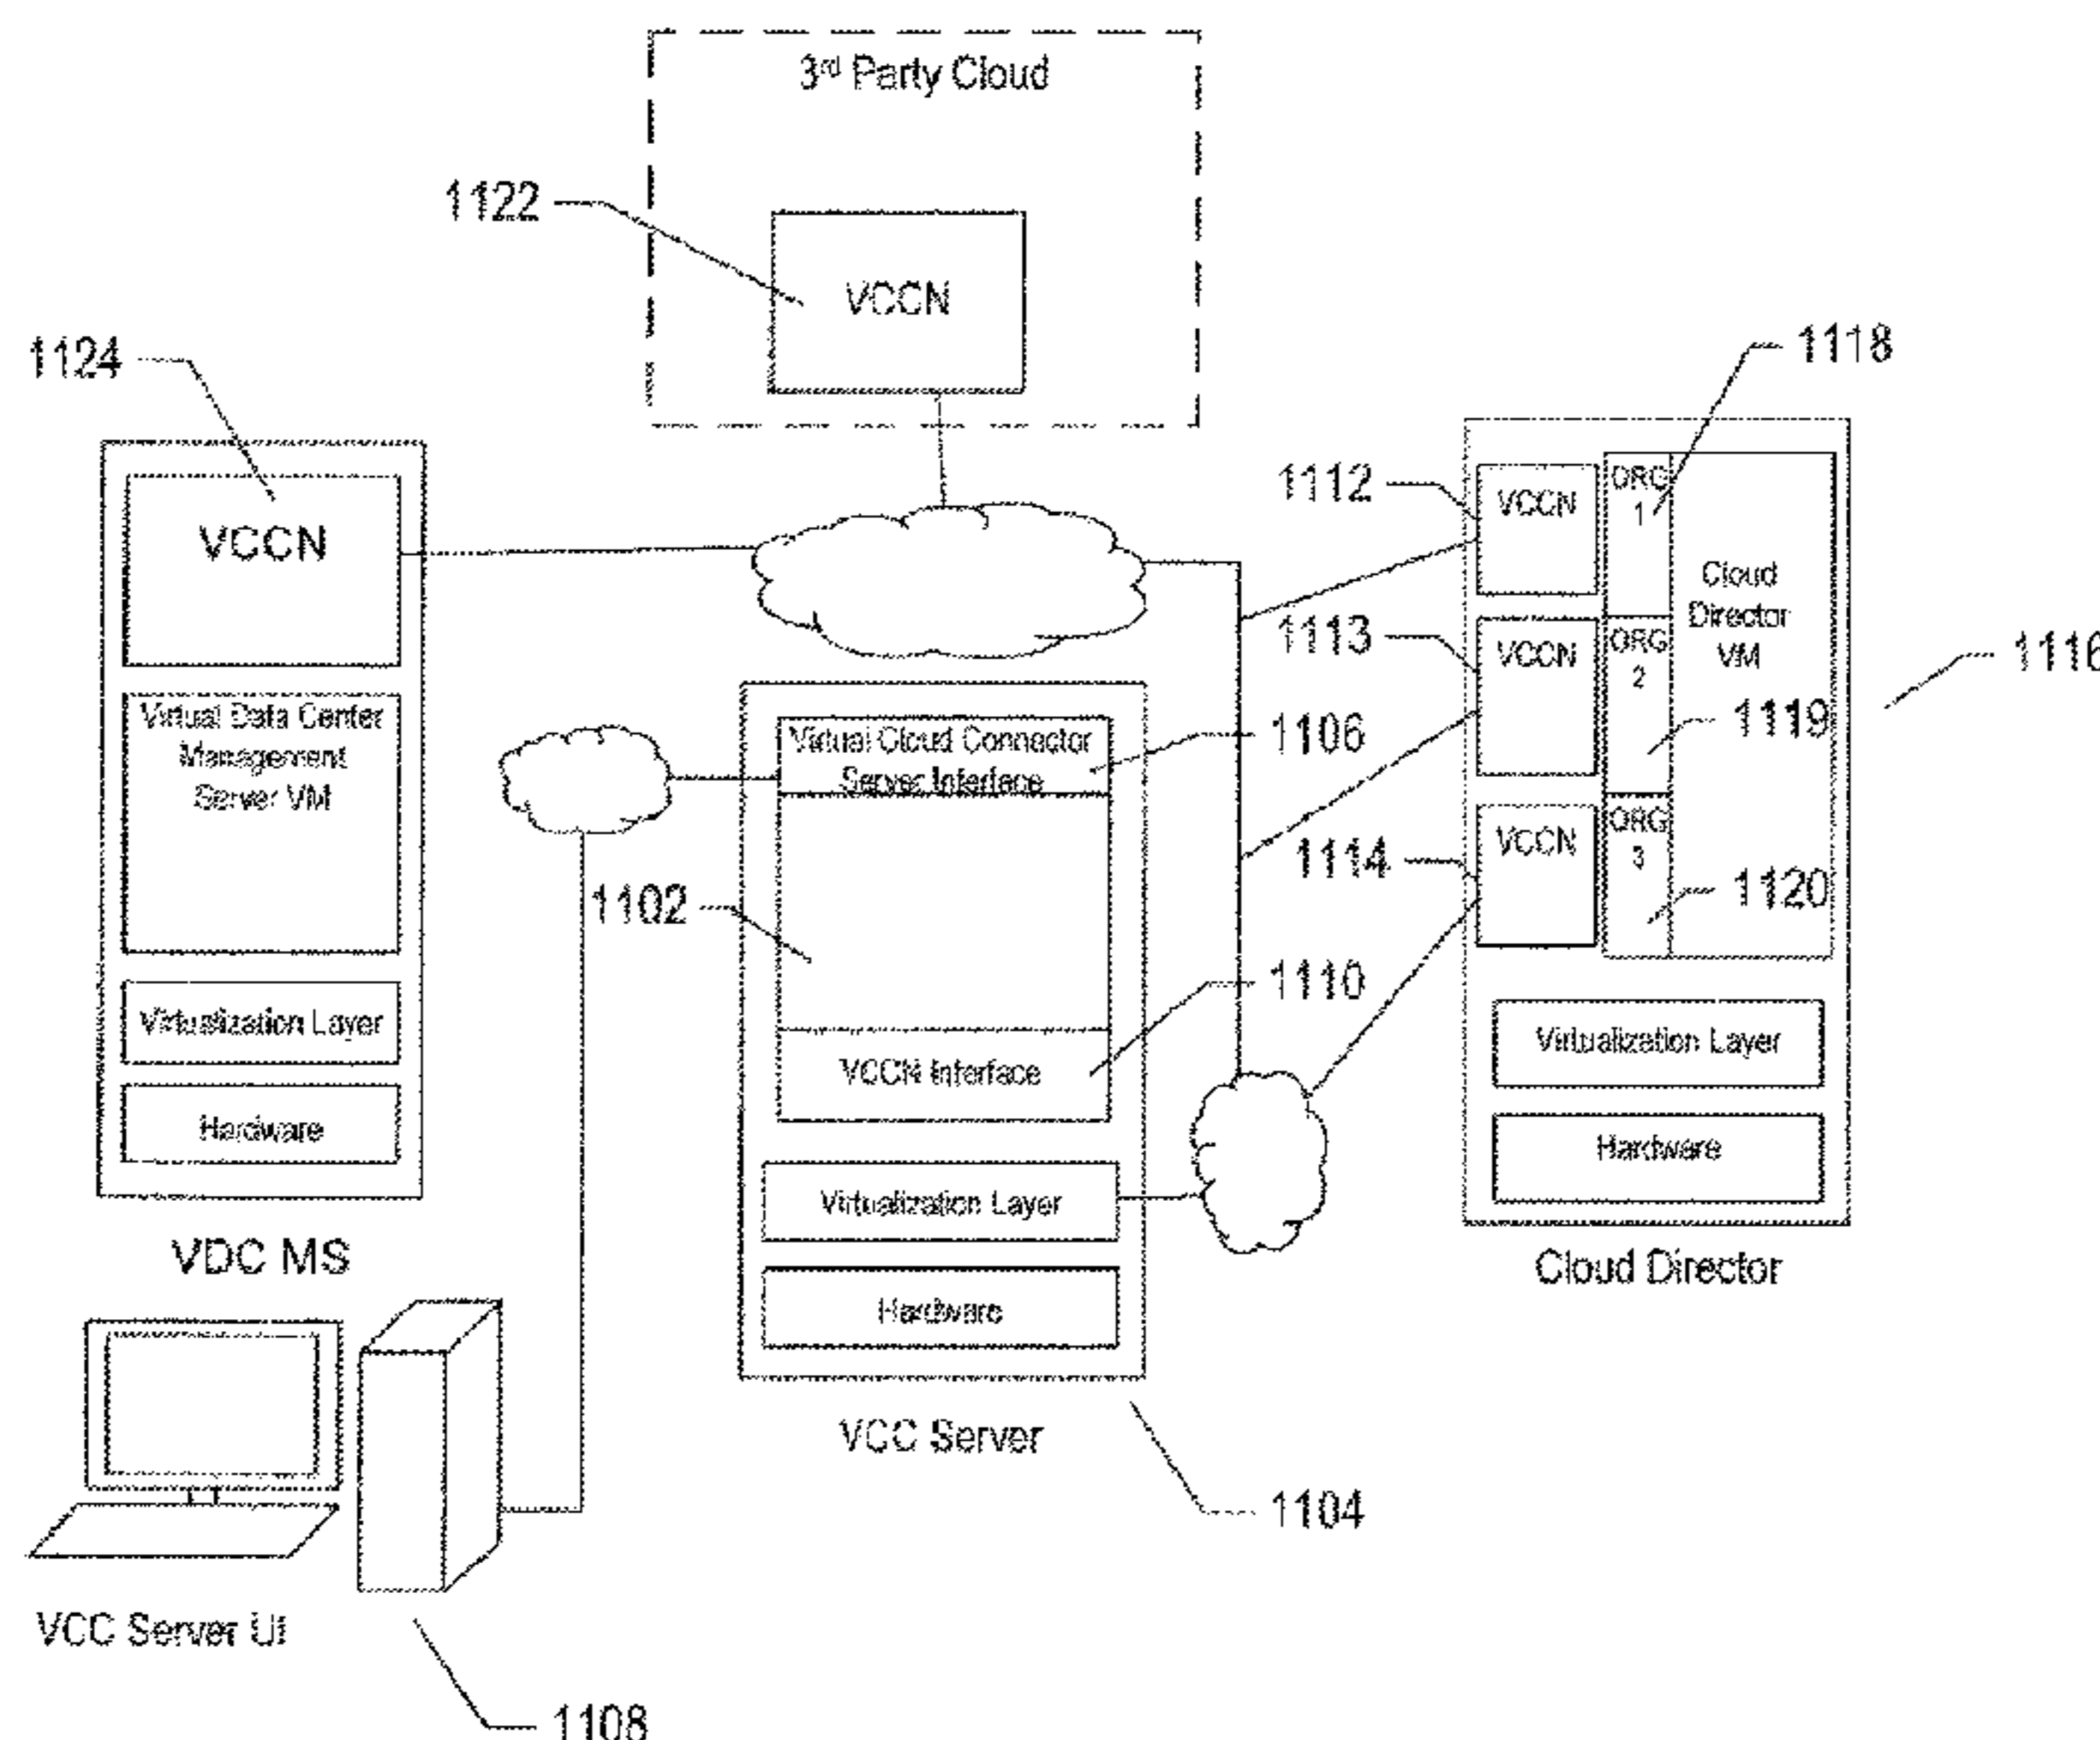 3rd Party Cloud
1122
VCCN
1124
VCCN
Virtual Data Center
Management
Server VM
Virtualization Layer
Hardware
VDC MS
1118
1112
VCCN
ORG
1
Cloud
Director
VM
1113
VCCN
ORG
2
1116
1119
1114
VCCN
ORG
3
1120
Virtualization Layer
Hardware
Cloud Director
Virtual Cloud Connector
Server Interface
1106
1102
1110
VCCN Interface
Virtualization Layer
Hardware
VCC Server
1104
VCC Server UI
1108